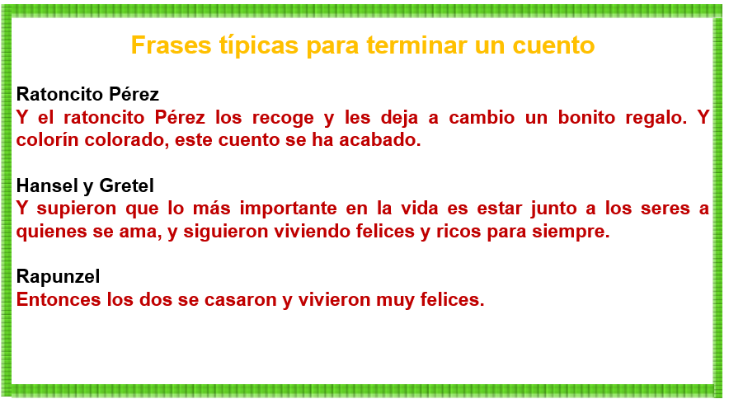 Frases típicas para terminar un cuento
Ratoncito Pérez
Y el ratoncito Pérez los recoge y les deja a cambio un bonito regalo. Y
colorín colorado, este cuento se ha acabado.
Hansel y Gretel
Y supieron que lo más importante en la vida es estar junto a los seres a
quienes se ama, y siguieron viviendo felices y ricos para siempre.
Rapunzel
Entonces los dos se casaron y vivieron muy felices.